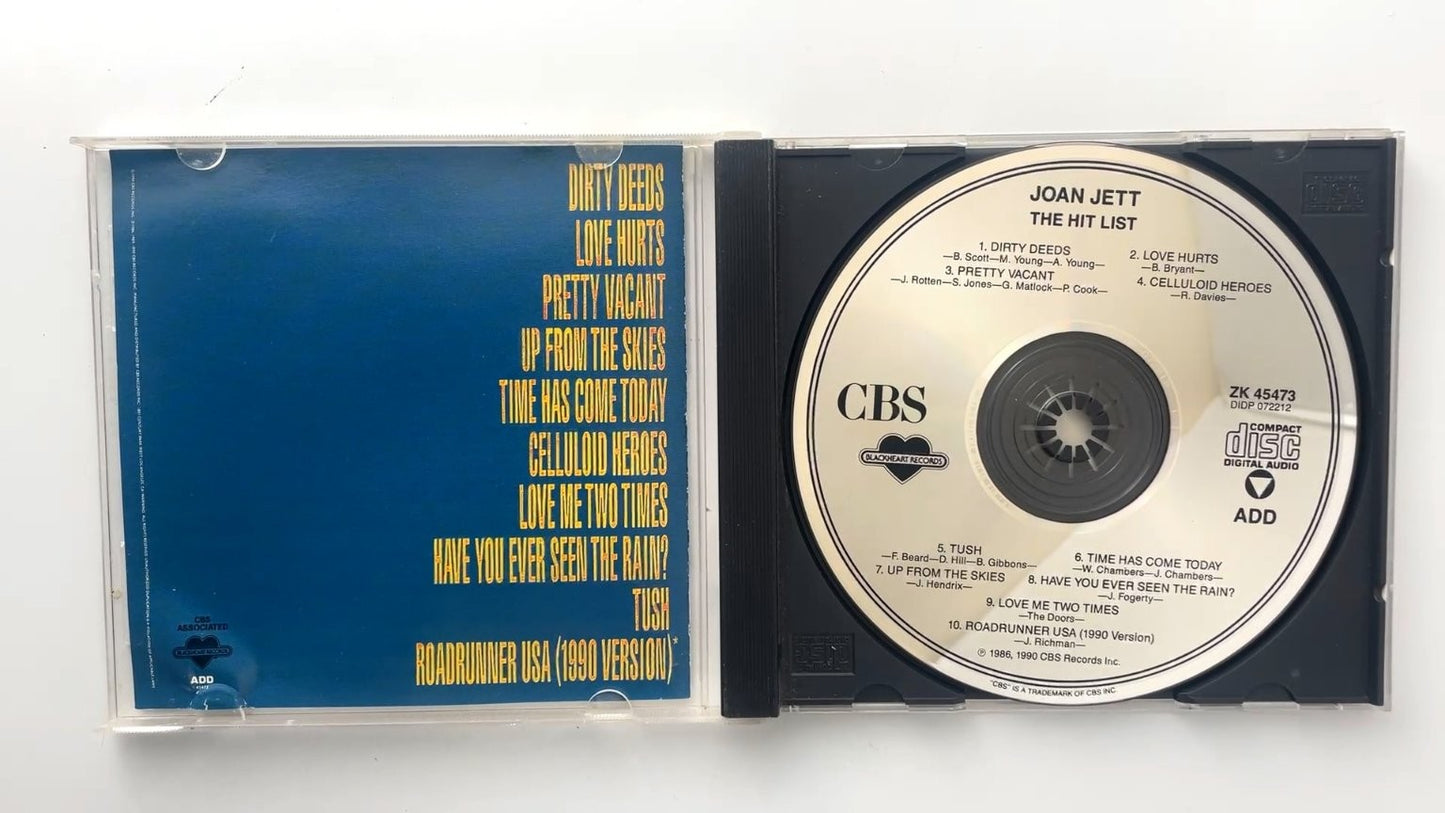 DIRTY DEEDS
LOVE HURTS
PRETTY VACANT
UP FROM THE SKIES
TIME HAS COME TODAY
CELLULOID HEROES
LOVE ME TWO TIMES
HAVE YOU EVER SEEN THE RAIN?
TUSH
ROADRUNNER USA (1990 VERSION)*
CBS
ASSOCIATED
BLACKHEART RECORDS
ADD
JOAN JETT
THE HIT LIST
1. DIRTY DEEDS
—B. Scott—M. Young—A. Young—
2. LOVE HURTS
—B. Bryant—
3. PRETTY VACANT
—J. Rotten—S. Jones—G. Matlock—P. Cook—
4. CELLULOID HEROES
—R. Davies—
CBS
BLACKHEART RECORDS
ZK 45473
DIDP 072212
COMPACT
disc
DIGITAL AUDIO
ADD
5. TUSH
—F. Beard—D. Hill—B. Gibbons—
6. TIME HAS COME TODAY
—W. Chambers—J. Chambers—
7. UP FROM THE SKIES
—J. Hendrix—
8. HAVE YOU EVER SEEN THE RAIN?
—J. Fogerty—
9. LOVE ME TWO TIMES
—The Doors—
10. ROADRUNNER USA (1990 Version)
—J. Richman—
℗ 1986, 1990 CBS Records Inc.
"CBS" IS A TRADEMARK OF CBS INC.